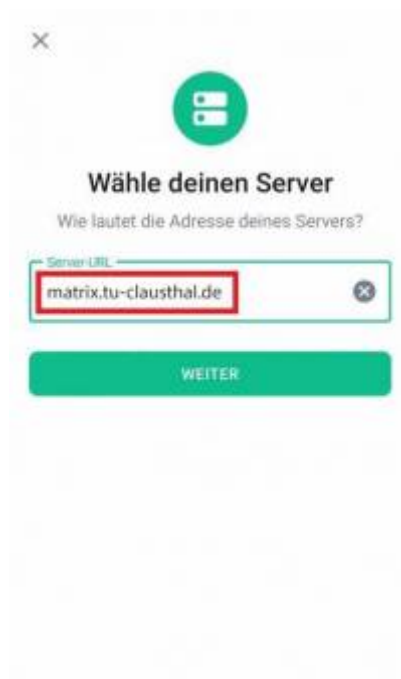 Wähle deinen Server
Wie lautet die Adresse deines Servers?
Server-URL
matrix.tu-clausthal.de
WEITER